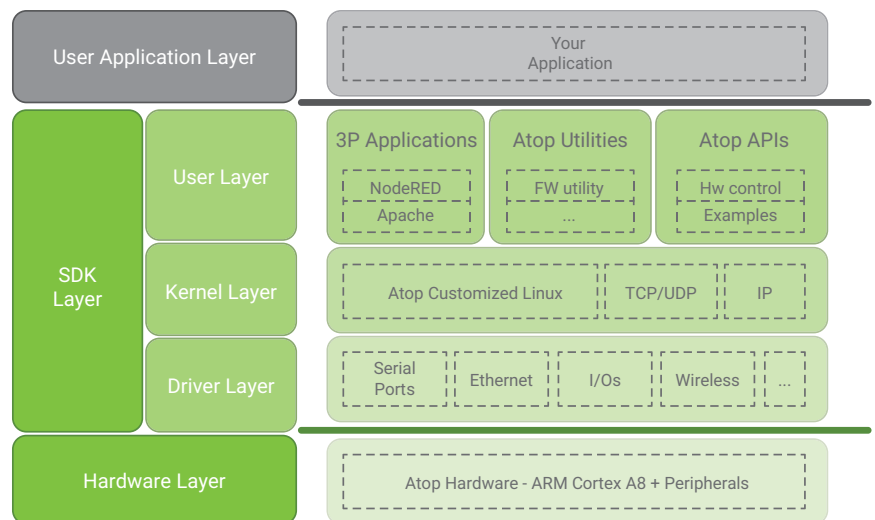 User Application Layer
Your
Application
SDK
Layer
User Layer
3P Applications
NodeRED
Apache
Atop Utilities
FW utility
...
Atop APIs
Hw control
Examples
Kernel Layer
Atop Customized Linux
TCP/UDP
IP
Driver Layer
Serial
Ports
Ethernet
I/Os
Wireless
...
Hardware Layer
Atop Hardware - ARM Cortex A8 + Peripherals